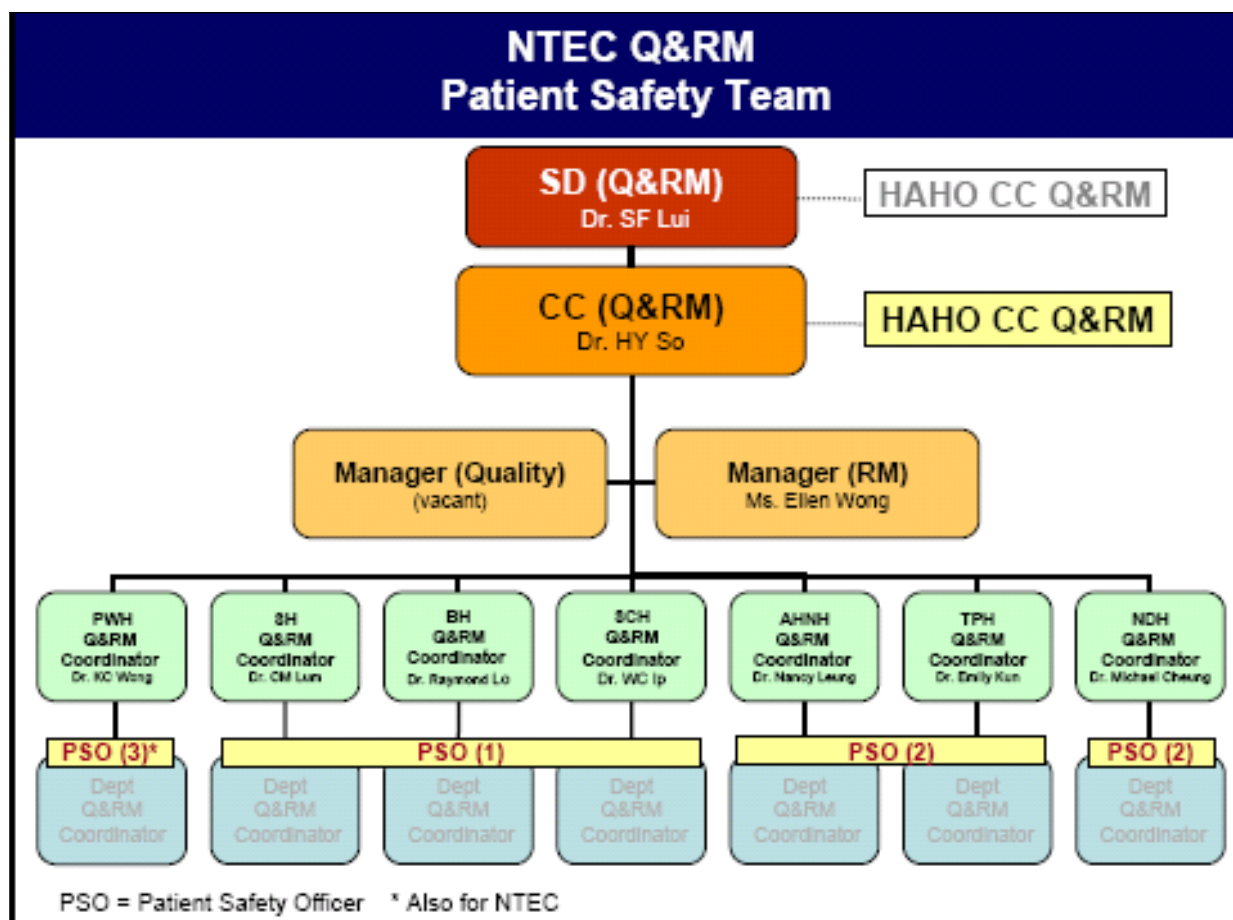 NTEC Q&RM
Patient Safety Team
SD (Q&RM)
Dr. SF Lui
HAHO CC Q&RM
CC (Q&RM)
Dr. HY So
HAHO CC Q&RM
Manager (Quality)
(vacant)
Manager (RM)
Ms. Ellen Wong
PWH
Q&RM
Coordinator
Dr. KC Wong
SH
Q&RM
Coordinator
Dr. CM Lum
BH
Q&RM
Coordinator
Dr. Raymond Lo
SCH
Q&RM
Coordinator
Dr. WC Ip
AHNH
Q&RM
Coordinator
Dr. Nancy Leung
TPH
Q&RM
Coordinator
Dr. Emily Kun
NDH
Q&RM
Coordinator
Dr. Michael Cheung
PSO (3)*
PSO (1)
PSO (2)
PSO (2)
Dept
Q&RM
Coordinator
Dept
Q&RM
Coordinator
Dept
Q&RM
Coordinator
Dept
Q&RM
Coordinator
Dept
Q&RM
Coordinator
Dept
Q&RM
Coordinator
Dept
Q&RM
Coordinator
PSO = Patient Safety Officer * Also for NTEC